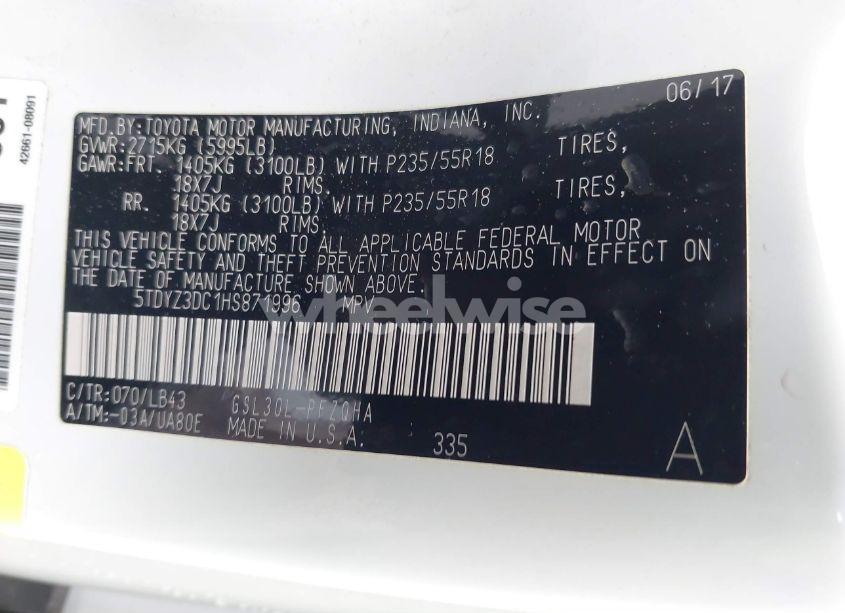 06/17
MFD.BY:TOYOTA MOTOR MANUFACTURING, INDIANA, INC.
GVWR:2715KG (5995LB)
GAWR:FRT. 1405KG (3100LB) WITH P235/55R18 TIRES,
18X7J RIMS.
RR. 1405KG (3100LB) WITH P235/55R18 TIRES,
18X7J RIMS.
THIS VEHICLE CONFORMS TO ALL APPLICABLE FEDERAL MOTOR
VEHICLE SAFETY AND THEFT PREVENTION STANDARDS IN EFFECT ON
THE DATE OF MANUFACTURE SHOWN ABOVE.
5TDYZ3DC1HS871996 MPV
wheelwise
C/TR:070/LB43 GSL30L-PFZQHA
A/TM:-03A/UA80E MADE IN U.S.A. 335
A
42661-08091